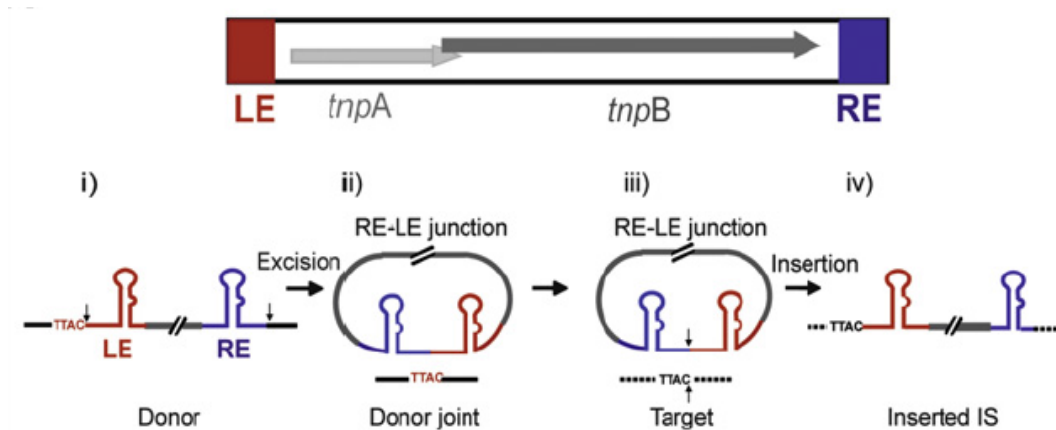 LE tnpA tnpB RE
i) ii) iii) iv)
RE-LE junction RE-LE junction
Excision Insertion
TTAC LE RE TTAC TTAC TTAC
Donor Donor joint Target Inserted IS